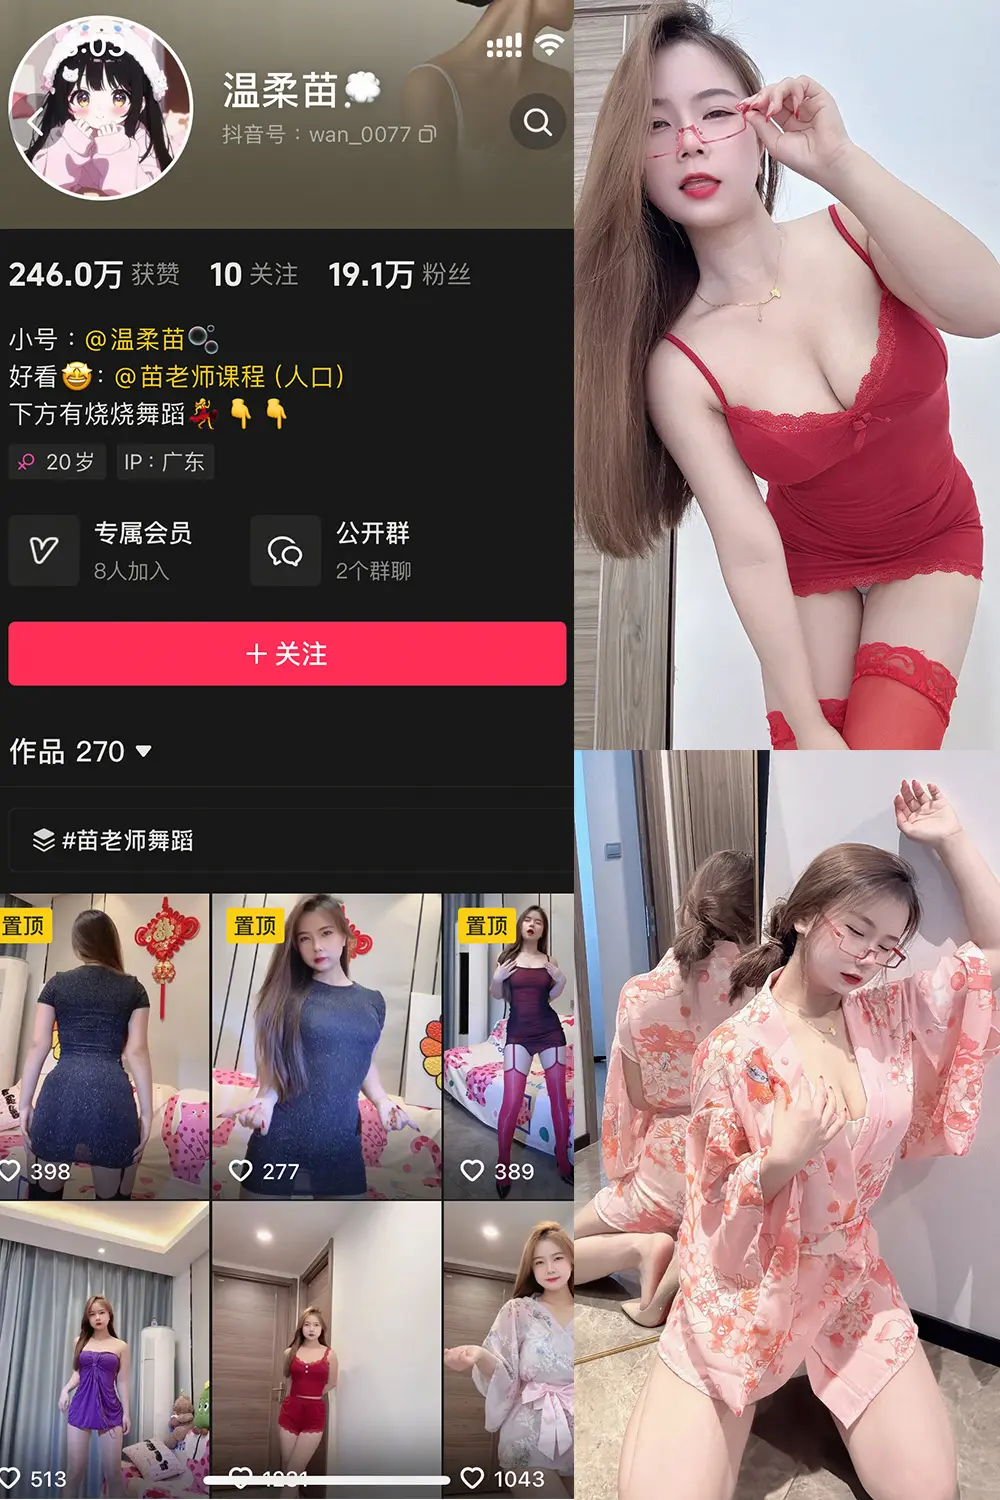 温柔苗
抖音号：wan_0077
246.0万 获赞 10 关注 19.1万 粉丝
小号：@温柔苗
好看🤩：@苗老师课程（人口）
下方有烧烧舞蹈💃👇👇
20岁 IP：广东
专属会员
8人加入
公开群
2个群聊
＋关注
作品 270
#苗老师舞蹈
置顶 置顶 置顶
398 277 389
513 1043